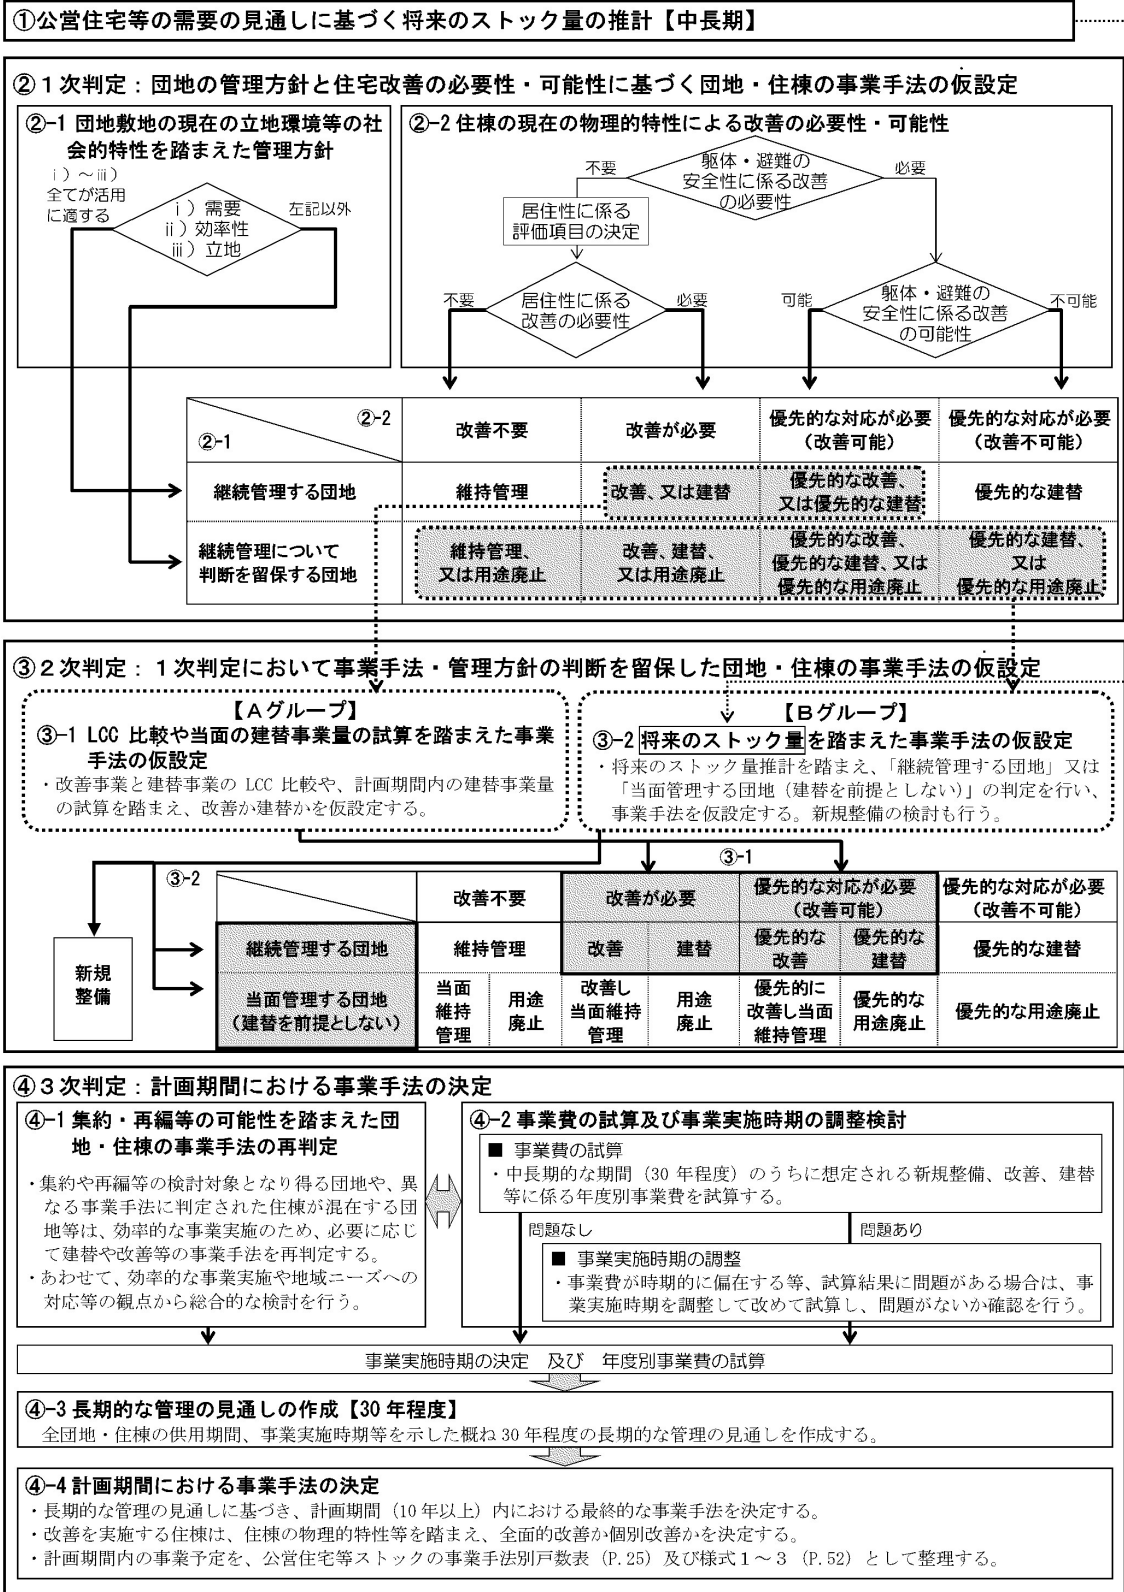 ①公営住宅等の需要の見通しに基づく将来のストック量の推計【中長期】
②１次判定：団地の管理方針と住宅改善の必要性・可能性に基づく団地・住棟の事業手法の仮設定
②-1 団地敷地の現在の立地環境等の社
会的特性を踏まえた管理方針
ⅰ）～ⅲ）
全てが活用
に適する
ⅰ）需要
ⅱ）効率性
ⅲ）立地
左記以外
②-2 住棟の現在の物理的特性による改善の必要性・可能性
不要
躯体・避難の
安全性に係る改善
の必要性
必要
居住性に係る
評価項目の決定
不要
居住性に係る
改善の必要性
必要
可能
躯体・避難の
安全性に係る改善
の可能性
不可能
②-2
②-1
改善不要
改善が必要
優先的な対応が必要
（改善可能）
優先的な対応が必要
（改善不可能）
継続管理する団地
維持管理
改善、又は建替
優先的な改善、
又は優先的な建替
優先的な建替
継続管理について
判断を留保する団地
維持管理、
又は用途廃止
改善、建替、
又は用途廃止
優先的な改善、
優先的な建替、又は
優先的な用途廃止
優先的な建替、
又は
優先的な用途廃止
③２次判定：１次判定において事業手法・管理方針の判断を留保した団地・住棟の事業手法の仮設定
【Ａグループ】
③-1 LCC 比較や当面の建替事業量の試算を踏まえた事業
手法の仮設定
・改善事業と建替事業の LCC 比較や、計画期間内の建替事業量
の試算を踏まえ、改善か建替かを仮設定する。
【Ｂグループ】
③-2 将来のストック量を踏まえた事業手法の仮設定
・将来のストック量推計を踏まえ、「継続管理する団地」又は
「当面管理する団地（建替を前提としない）」の判定を行い、
事業手法を仮設定する。新規整備の検討も行う。
③-1
③-2
改善不要
改善が必要
優先的な対応が必要
（改善可能）
優先的な対応が必要
（改善不可能）
新規
整備
継続管理する団地
維持管理
改善
建替
優先的な
改善
優先的な
建替
優先的な建替
当面管理する団地
（建替を前提としない）
当面
維持
管理
用途
廃止
改善し
当面維持
管理
用途
廃止
優先的に
改善し当面
維持管理
優先的な
用途廃止
優先的な用途廃止
④３次判定：計画期間における事業手法の決定
④-1 集約・再編等の可能性を踏まえた団
地・住棟の事業手法の再判定
・集約や再編等の検討対象となり得る団地や、異
なる事業手法に判定された住棟が混在する団
地等は、効率的な事業実施のため、必要に応じ
て建替や改善等の事業手法を再判定する。
・あわせて、効率的な事業実施や地域ニーズへの
対応等の観点から総合的な検討を行う。
④-2 事業費の試算及び事業実施時期の調整検討
■ 事業費の試算
・中長期的な期間（30 年程度）のうちに想定される新規整備、改善、建替
等に係る年度別事業費を試算する。
問題なし
問題あり
■ 事業実施時期の調整
・事業費が時期的に偏在する等、試算結果に問題がある場合は、事
業実施時期を調整して改めて試算し、問題がないか確認を行う。
事業実施時期の決定　及び　年度別事業費の試算
④-3 長期的な管理の見通しの作成【30 年程度】
全団地・住棟の供用期間、事業実施時期等を示した概ね 30 年程度の長期的な管理の見通しを作成する。
④-4 計画期間における事業手法の決定
・長期的な管理の見通しに基づき、計画期間（10 年以上）内における最終的な事業手法を決定する。
・改善を実施する住棟は、住棟の物理的特性等を踏まえ、全面的改善か個別改善かを決定する。
・計画期間内の事業予定を、公営住宅等ストックの事業手法別戸数表（P.25）及び様式１～３（P.52）として整理する。